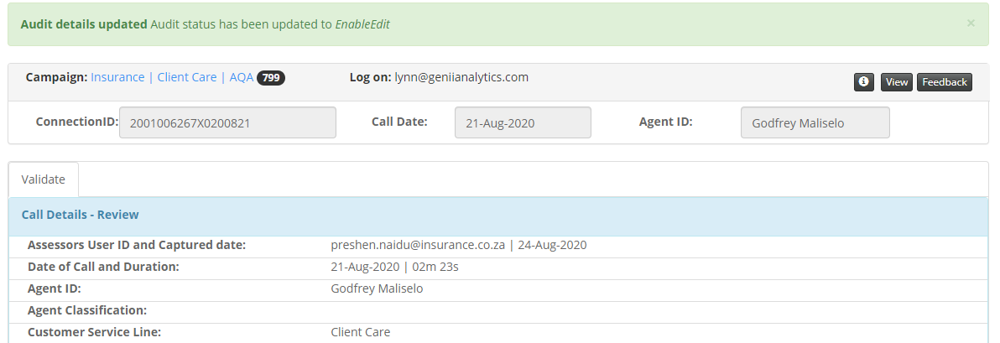 Audit details updated Audit status has been updated to EnableEdit ×
Campaign: Insurance | Client Care | AQA 799 Log on: lynn@geniianalytics.com View Feedback
ConnectionID: 2001006267X0200821 Call Date: 21-Aug-2020 Agent ID: Godfrey Maliselo
Validate
Call Details - Review
Assessors User ID and Captured date: preshen.naidu@insurance.co.za | 24-Aug-2020
Date of Call and Duration: 21-Aug-2020 | 02m 23s
Agent ID: Godfrey Maliselo
Agent Classification:
Customer Service Line: Client Care